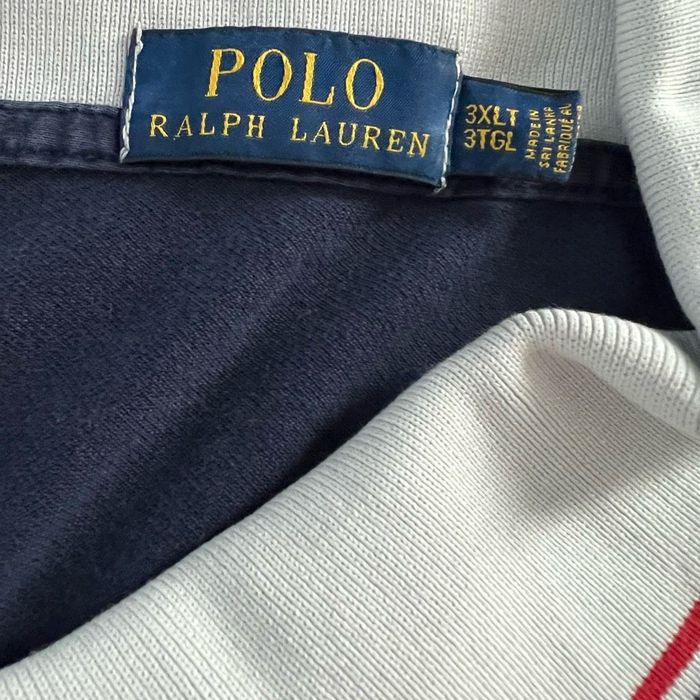 POLO
RALPH LAUREN
3XLT
3TGL
MADE IN
SRI LANKA
FABRIQUÉ AU